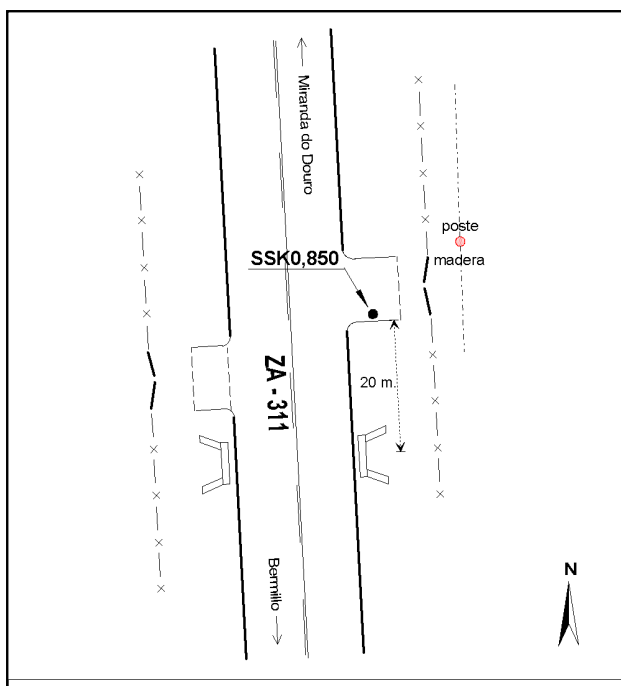 Miranda do Douro
poste
madera
SSK0,850
ZA - 311
20 m.
Bermillo
N